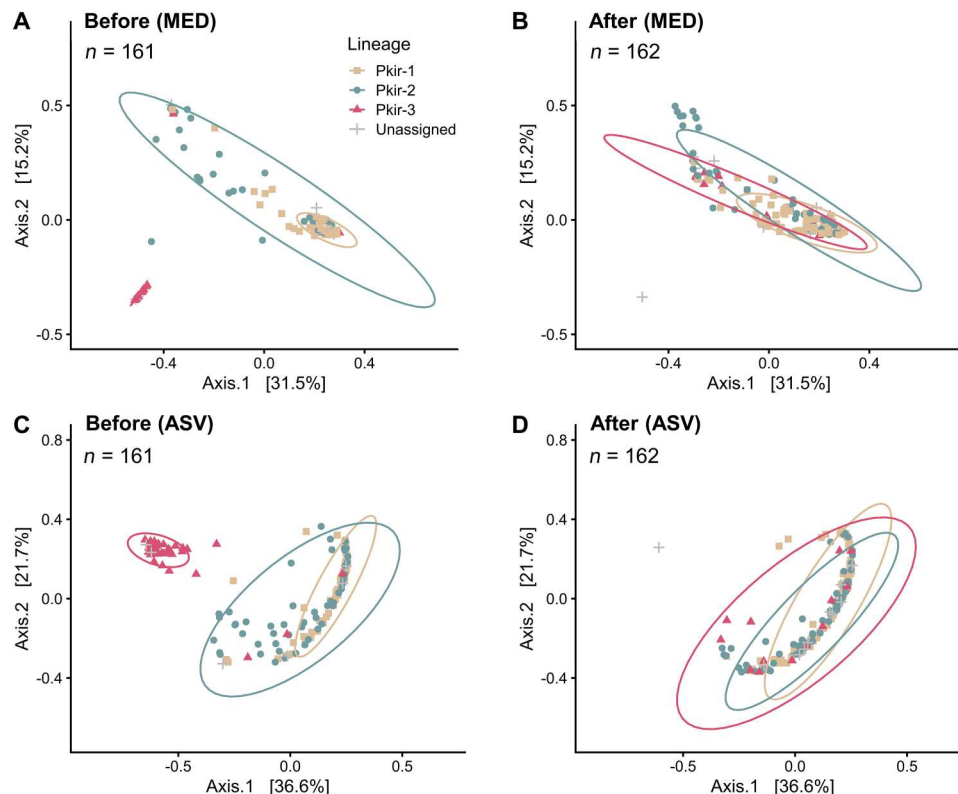 A Before (MED)
n = 161
Lineage
Pkir-1
Pkir-2
Pkir-3
Unassigned
0.5
0.0
-0.5
Axis.2 [15.2%]
-0.4 0.0 0.4
Axis.1 [31.5%]
B After (MED)
n = 162
0.5
0.0
-0.5
Axis.2 [15.2%]
-0.4 0.0 0.4
Axis.1 [31.5%]
C Before (ASV)
n = 161
0.8
0.4
0.0
-0.4
Axis.2 [21.7%]
-0.5 0.0 0.5
Axis.1 [36.6%]
D After (ASV)
n = 162
0.8
0.4
0.0
-0.4
Axis.2 [21.7%]
-0.5 0.0 0.5
Axis.1 [36.6%]